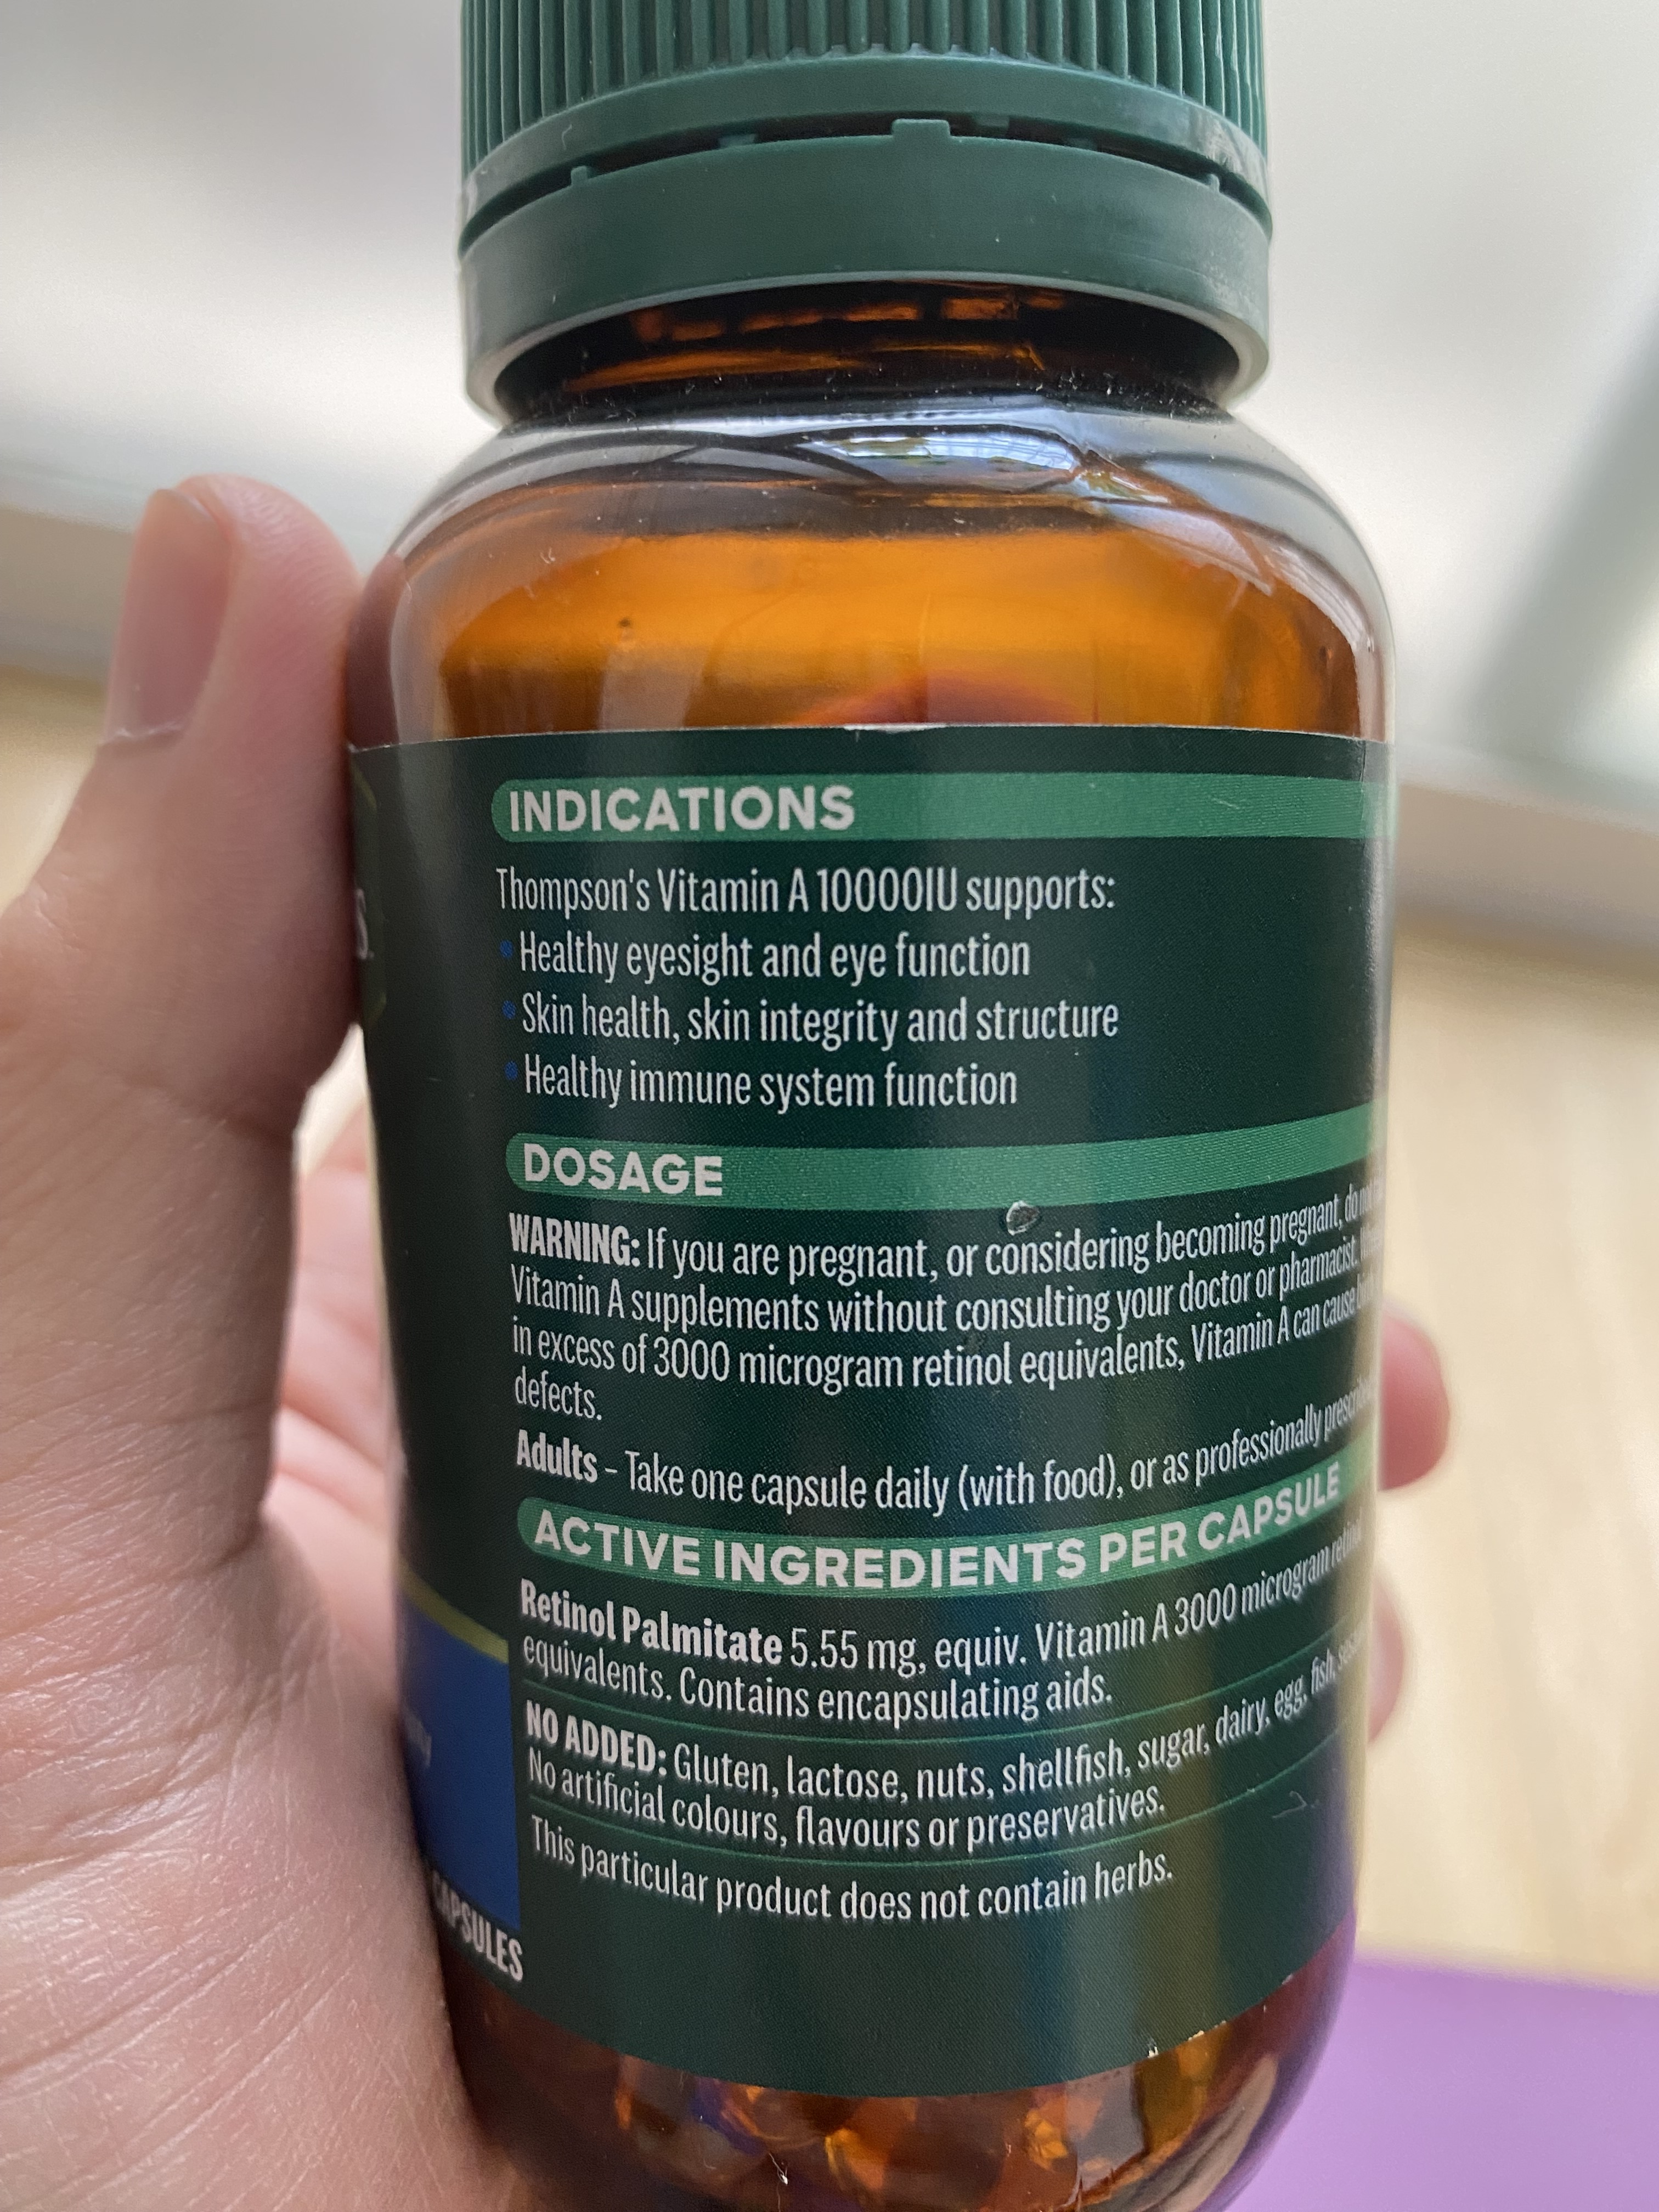 INDICATIONS
Thompson's Vitamin A 10000IU supports:
• Healthy eyesight and eye function
• Skin health, skin integrity and structure
• Healthy immune system function
DOSAGE
WARNING: If you are pregnant, or considering becoming pregnant, do not
Vitamin A supplements without consulting your doctor or pharmacist.
in excess of 3000 microgram retinol equivalents, Vitamin A can cause
defects.
Adults – Take one capsule daily (with food), or as professionally
ACTIVE INGREDIENTS PER CAPSULE
Retinol Palmitate 5.55 mg, equiv. Vitamin A 3000 microgram retinol
equivalents. Contains encapsulating aids.
NO ADDED: Gluten, lactose, nuts, shellfish, sugar, dairy, egg, fish,
No artificial colours, flavours or preservatives.
This particular product does not contain herbs.
CAPSULES